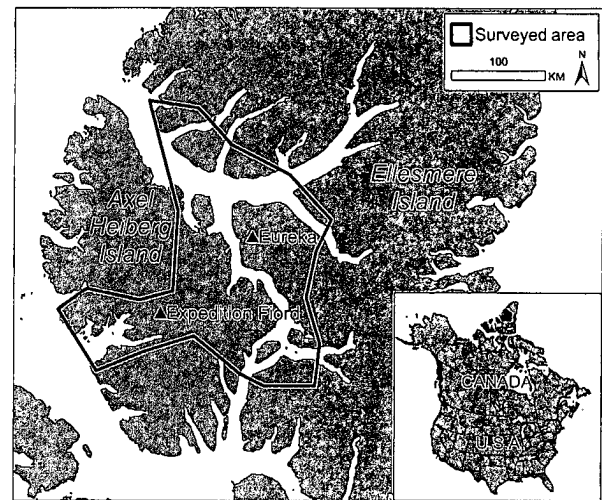 Surveyed area
100
N
KM
Ellesmere
Island
Axel
Heiberg
Island
Eureka
Expedition Fiord
CANADA
U.S.A